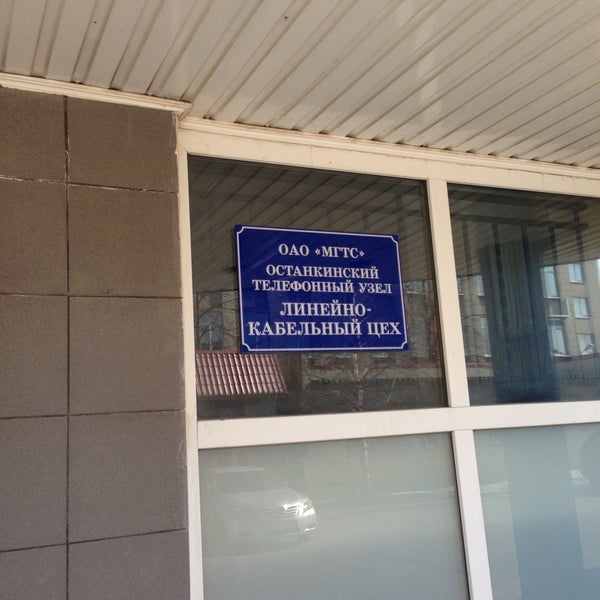 ОАО «МГТС»
ОСТАНКИНСКИЙ
ТЕЛЕФОННЫЙ УЗЕЛ
ЛИНЕЙНО-
КАБЕЛЬНЫЙ ЦЕХ